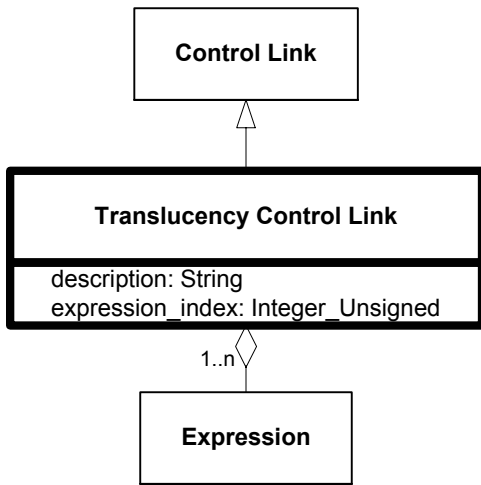 Control Link
Translucency Control Link
description: String
expression_index: Integer_Unsigned
1..n
Expression